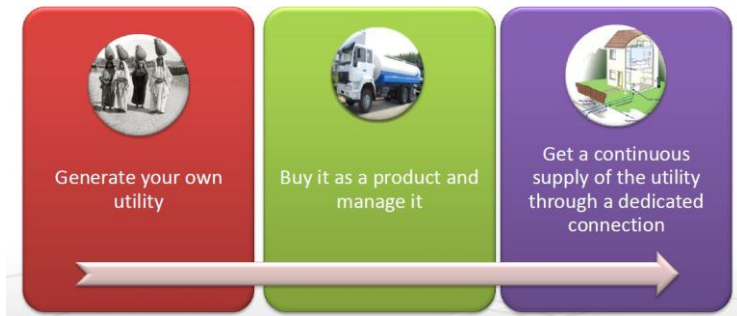 Generate your own
utility
Buy it as a product and
manage it
Get a continuous
supply of the utility
through a dedicated
connection